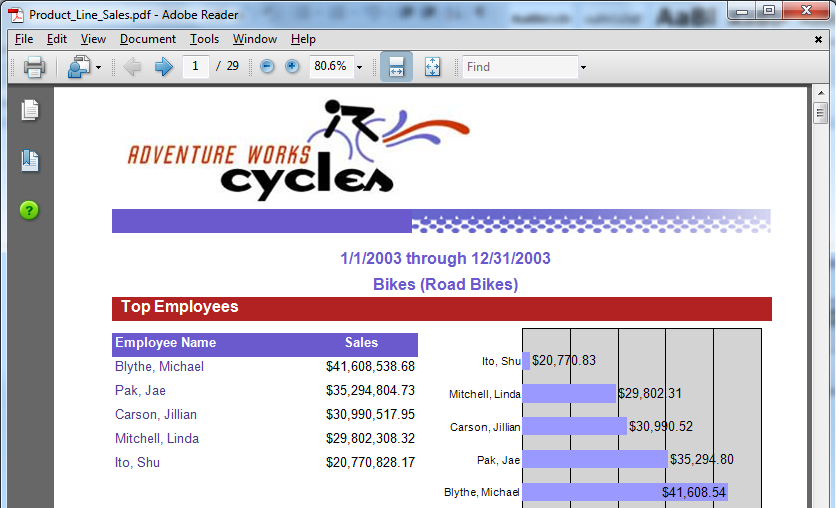 Product_Line_Sales.pdf - Adobe Reader
File Edit View Document Tools Window Help
1 / 29 80.6% Find
ADVENTURE WORKS
cycles
1/1/2003 through 12/31/2003
Bikes (Road Bikes)
Top Employees
Employee Name Sales
Blythe, Michael $41,608,538.68
Pak, Jae $35,294,804.73
Carson, Jillian $30,990,517.95
Mitchell, Linda $29,802,308.32
Ito, Shu $20,770,828.17
Ito, Shu $20,770.83
Mitchell, Linda $29,802.31
Carson, Jillian $30,990.52
Pak, Jae $35,294.80
Blythe, Michael $41,608.54